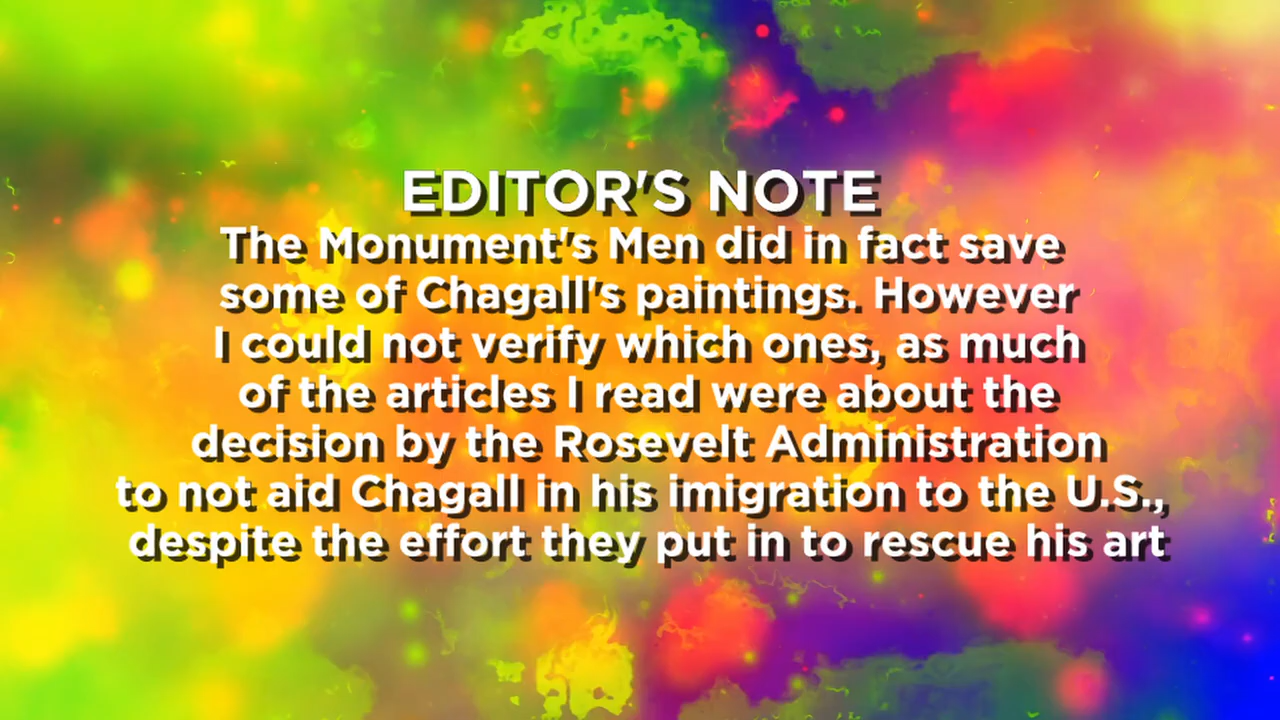 EDITOR'S NOTE
The Monument's Men did in fact save
some of Chagall's paintings. However
I could not verify which ones, as much
of the articles I read were about the
decision by the Rosevelt Administration
to not aid Chagall in his imigration to the U.S.,
despite the effort they put in to rescue his art